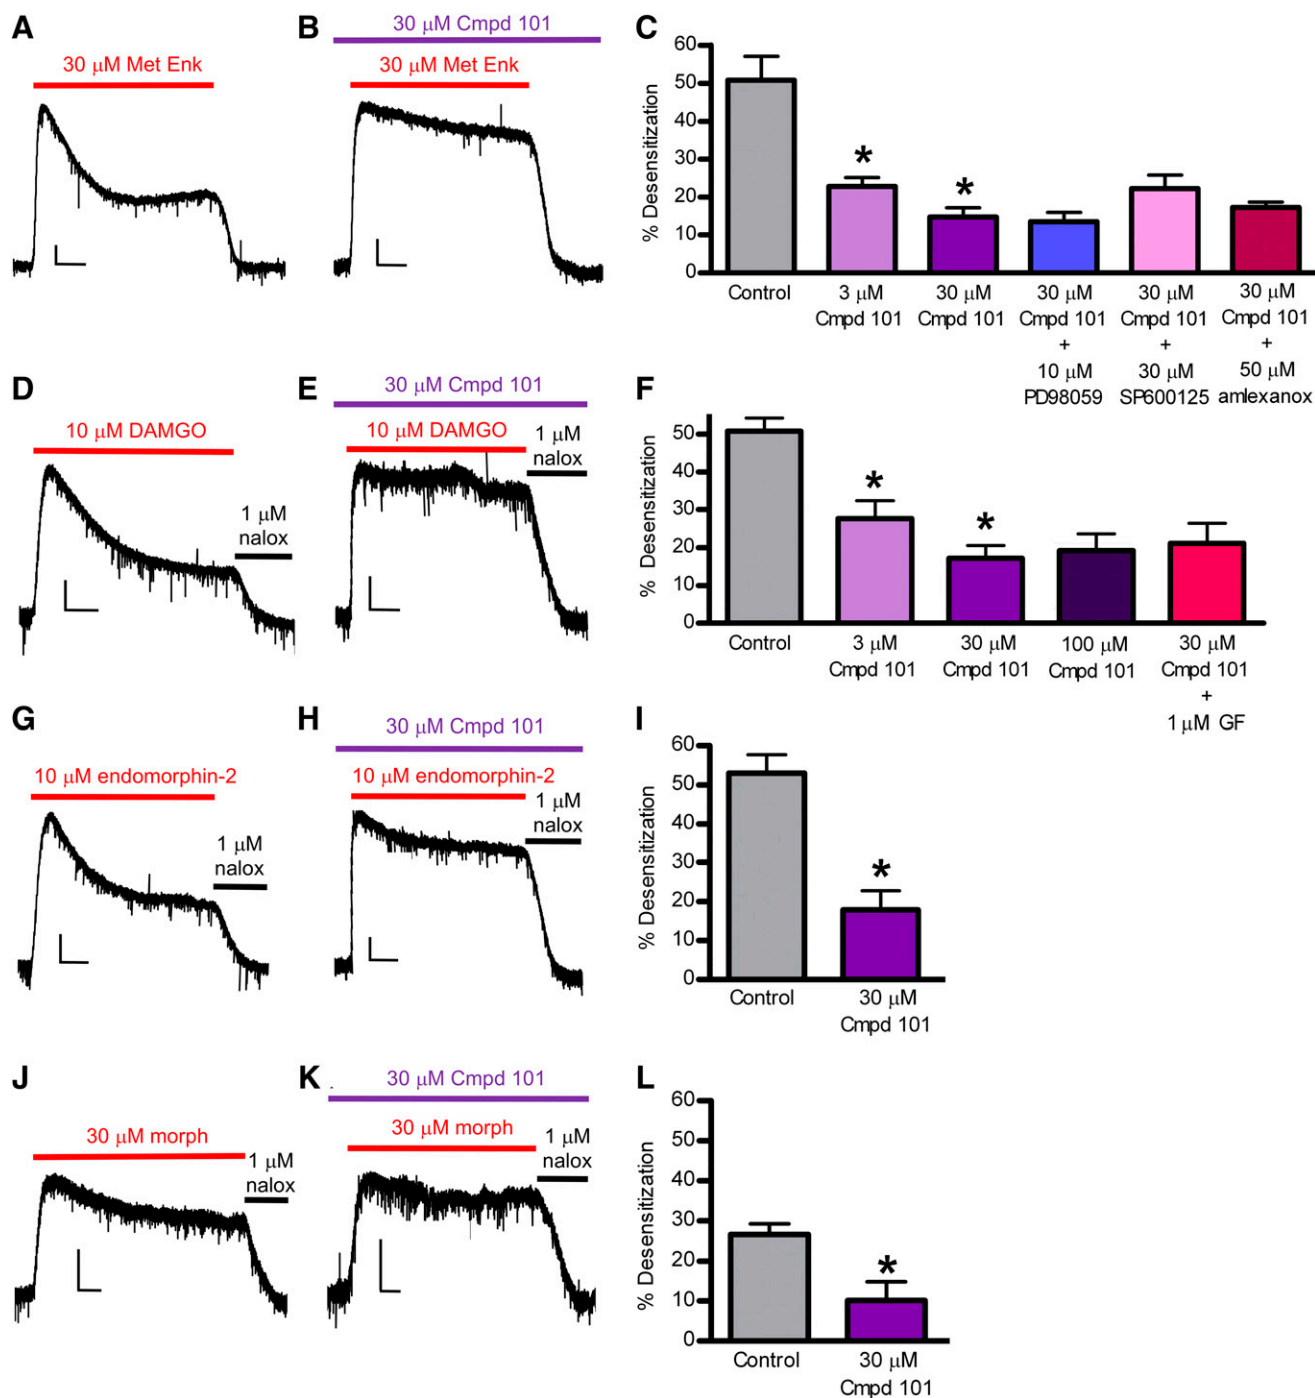 A
30 μM Met Enk
B
30 μM Cmpd 101
30 μM Met Enk
C
% Desensitization
60
50
40
30
20
10
0
*
*
Control
3 μM
Cmpd 101
30 μM
Cmpd 101
30 μM
Cmpd 101
+
10 μM
PD98059
30 μM
Cmpd 101
+
30 μM
SP600125
30 μM
Cmpd 101
+
50 μM
amlexanox
D
10 μM DAMGO
1 μM
nalox
E
30 μM Cmpd 101
10 μM DAMGO
1 μM
nalox
F
% Desensitization
50
40
30
20
10
0
*
*
Control
3 μM
Cmpd 101
30 μM
Cmpd 101
100 μM
Cmpd 101
30 μM
Cmpd 101
+
1 μM GF
G
10 μM endomorphin-2
1 μM
nalox
H
30 μM Cmpd 101
10 μM endomorphin-2
1 μM
nalox
I
% Desensitization
60
50
40
30
20
10
0
*
Control
30 μM
Cmpd 101
J
30 μM morph
1 μM
nalox
K
30 μM Cmpd 101
30 μM morph
1 μM
nalox
L
% Desensitization
60
50
40
30
20
10
0
*
Control
30 μM
Cmpd 101